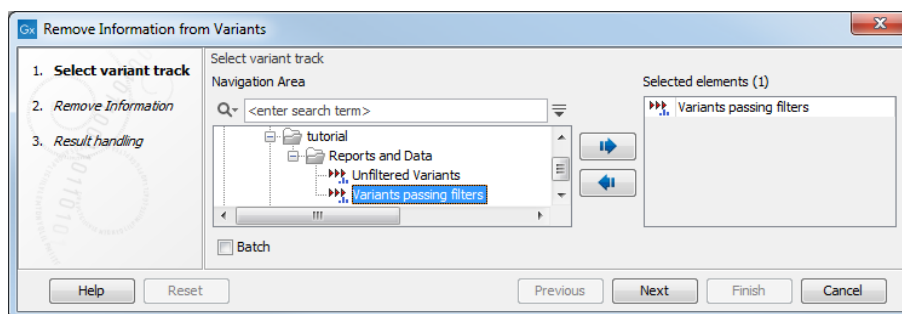 Gx Remove Information from Variants
1. Select variant track
2. Remove Information
3. Result handling
Select variant track
Navigation Area
<enter search term>
tutorial
Reports and Data
Unfiltered Variants
Variants passing filters
Batch
Selected elements (1)
Variants passing filters
Help
Reset
Previous
Next
Finish
Cancel